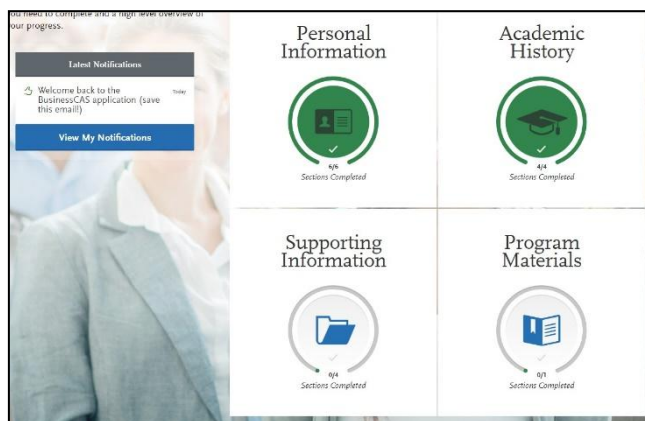 you need to complete and a high level overview of
your progress.
Latest Notifications
Welcome back to the
BusinessCAS application (save
this email!)
Today
View My Notifications
Personal
Information
6/6
Sections Completed
Academic
History
4/4
Sections Completed
Supporting
Information
0/4
Sections Completed
Program
Materials
0/1
Sections Completed